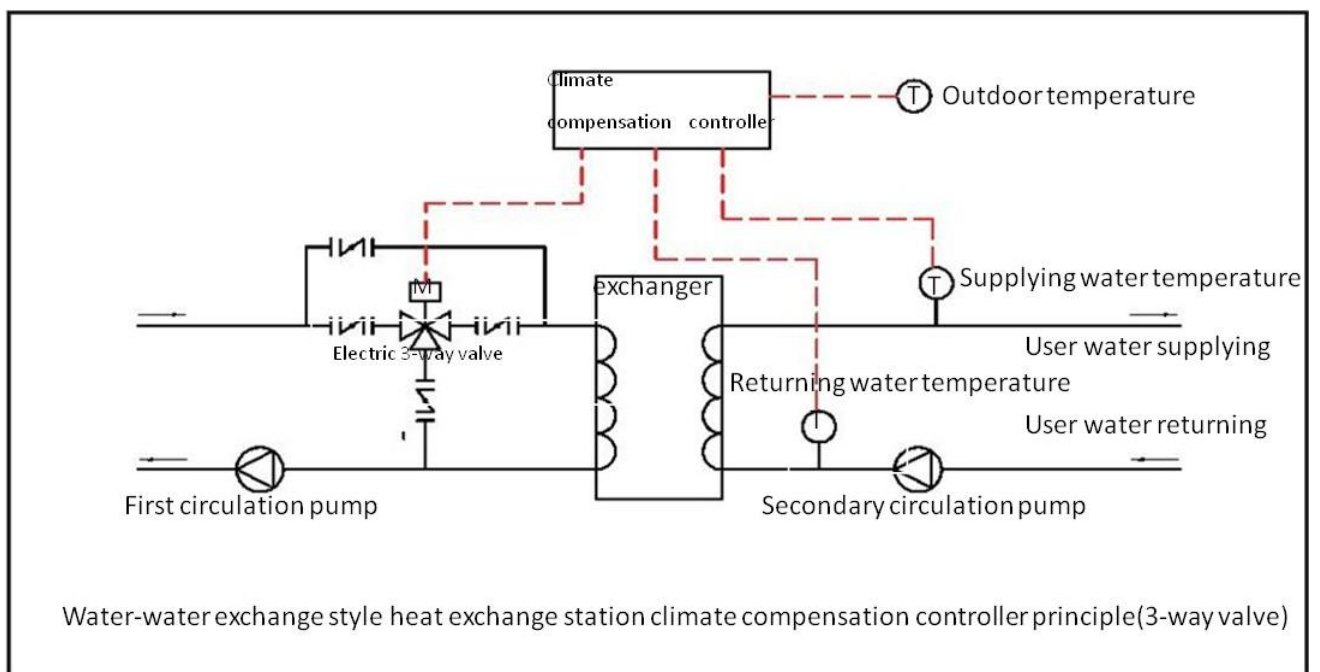 Climate
compensation controller
T Outdoor temperature
M
exchanger
T Supplying water temperature
Electric 3-way valve
User water supplying
Returning water temperature
User water returning
First circulation pump
Secondary circulation pump
Water-water exchange style heat exchange station climate compensation controller principle(3-way valve)